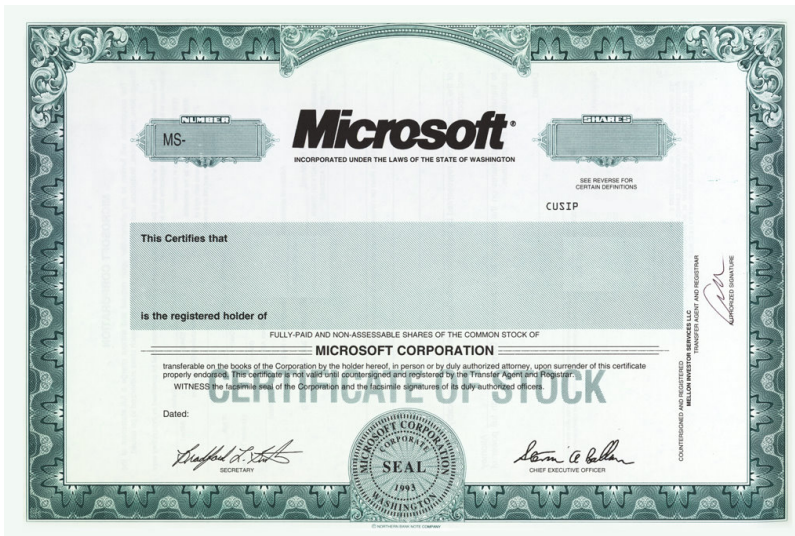 NUMBER
MS-
Microsoft®
INCORPORATED UNDER THE LAWS OF THE STATE OF WASHINGTON
SHARES
SEE REVERSE FOR
CERTAIN DEFINITIONS
CUSIP
This Certifies that
is the registered holder of
FULLY-PAID AND NON-ASSESSABLE SHARES OF THE COMMON STOCK OF
MICROSOFT CORPORATION
transferable on the books of the Corporation by the holder hereof, in person or by duly authorized attorney, upon surrender of this certificate
properly endorsed. This certificate is not valid until countersigned and registered by the Transfer Agent and Registrar.
WITNESS the facsimile seal of the Corporation and the facsimile signatures of its duly authorized officers.
CERTIFICATE OF STOCK
Dated:
SECRETARY
MICROSOFT CORPORATION
CORPORATE
SEAL
1993
WASHINGTON
CHIEF EXECUTIVE OFFICER
COUNTERSIGNED AND REGISTERED
MELLON INVESTOR SERVICES LLC
TRANSFER AGENT AND REGISTRAR
AUTHORIZED SIGNATURE
© NORTHERN BANK NOTE COMPANY